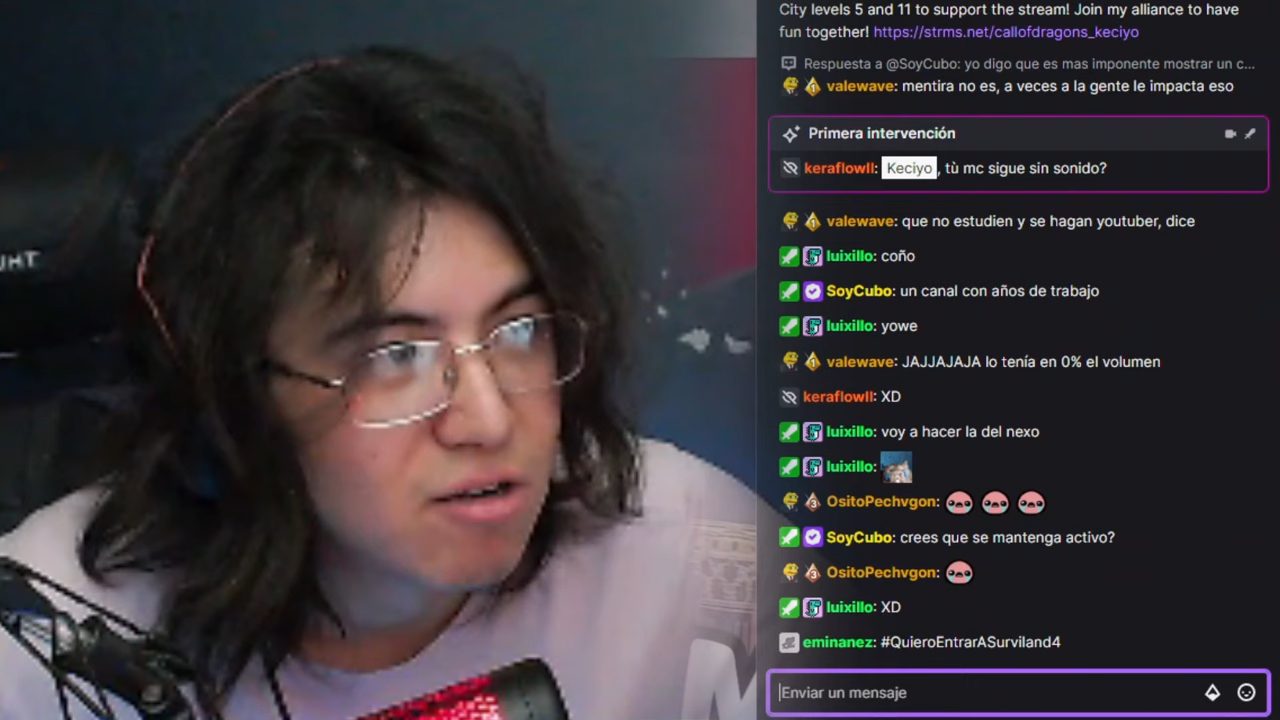 City levels 5 and 11 to support the stream! Join my alliance to have
fun together! https://strms.net/callofdragons_keciyo
Respuesta a @SoyCubo: yo digo que es mas imponente mostrar un c...
valewave: mentira no es, a veces a la gente le impacta eso
Primera intervención
keraflowll: Keciyo, tù mc sigue sin sonido?
valewave: que no estudien y se hagan youtuber, dice
luixillo: coño
SoyCubo: un canal con años de trabajo
luixillo: yowe
valewave: JAJJAJAJA lo tenía en 0% el volumen
keraflowll: XD
luixillo: voy a hacer la del nexo
luixillo:
OsitoPechvgon:
SoyCubo: crees que se mantenga activo?
OsitoPechvgon:
luixillo: XD
eminanez: #QuieroEntrarASurviland4
Enviar un mensaje